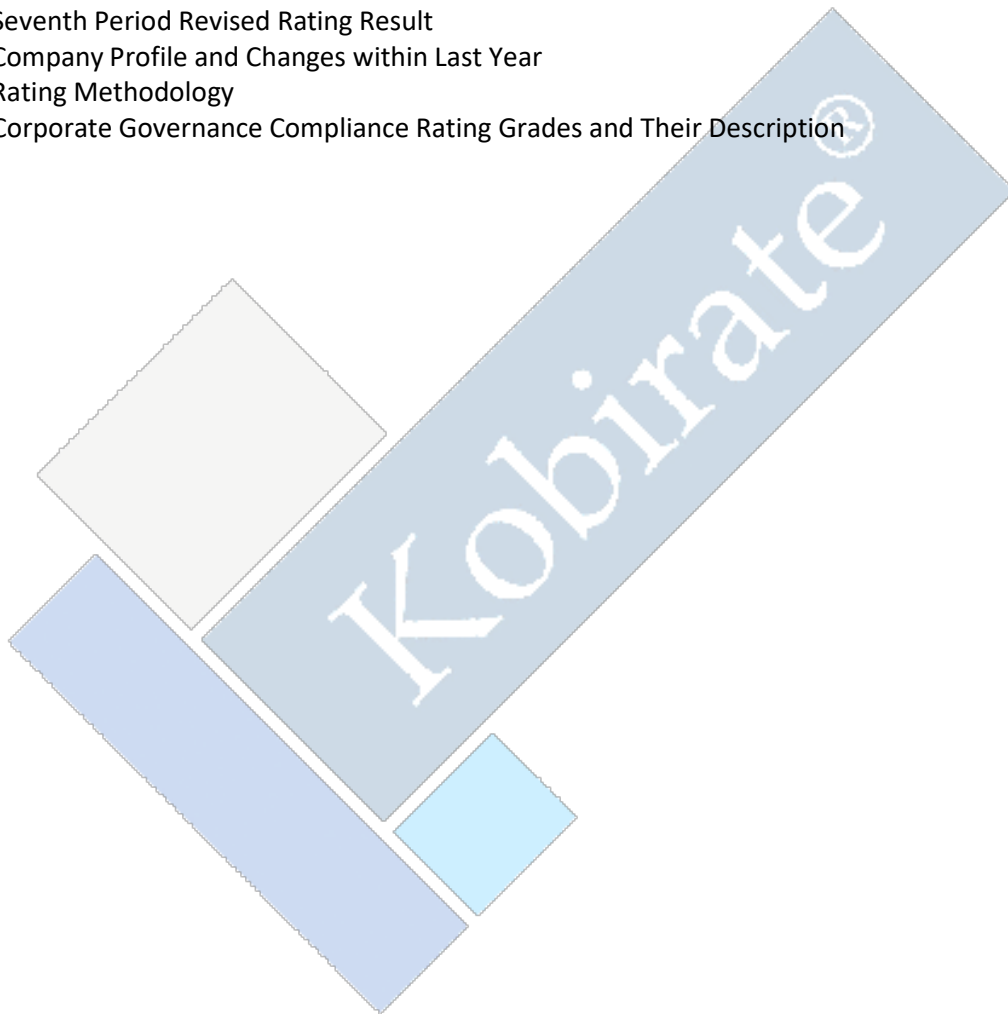 Seventh Period Revised Rating Result
Company Profile and Changes within Last Year
Rating Methodology
Corporate Governance Compliance Rating Grades and Their Description
Kobirate®